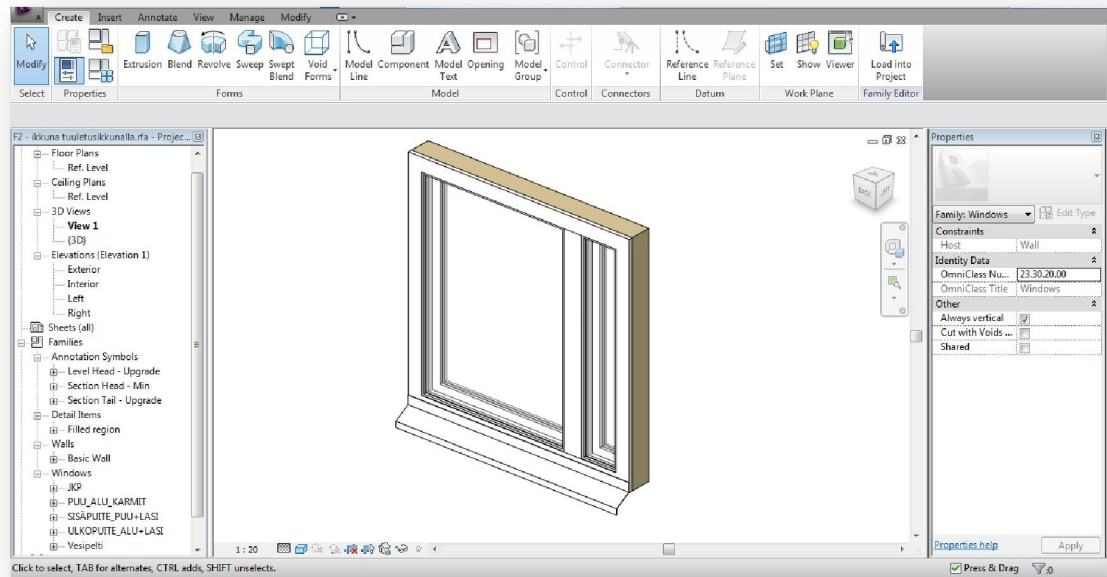 Create Insert Annotate View Manage Modify
Modify Extrusion Blend Revolve Sweep Swept Blend Void Forms Model Line Component Model Text Opening Model Group Control Connector Reference Line Reference Plane Set Show Viewer Load into Project
Select Properties Forms Model Control Connectors Datum Work Plane Family Editor
F2 - ikkuna tuuletusikkunalla.rfa - Projec...
Floor Plans
Ref. Level
Ceiling Plans
Ref. Level
3D Views
View 1
(3D)
Elevations (Elevation 1)
Exterior
Interior
Left
Right
Sheets (all)
Families
Annotation Symbols
Level Head - Upgrade
Section Head - Min
Section Tail - Upgrade
Detail Items
Filled region
Walls
Basic Wall
Windows
JKP
PUU_ALU_KARMIT
SISÄPUITE_PUU+LASI
ULKOPUITE_ALU+LASI
Vesipelti
1 : 20
Properties
Family: Windows Edit Type
Constraints
Host Wall
Identity Data
OmniClass Nu... 23.30.20.00
OmniClass Title Windows
Other
Always vertical
Cut with Voids ...
Shared
Properties help Apply
Click to select, TAB for alternates, CTRL adds, SHIFT unselects.
Press & Drag :0